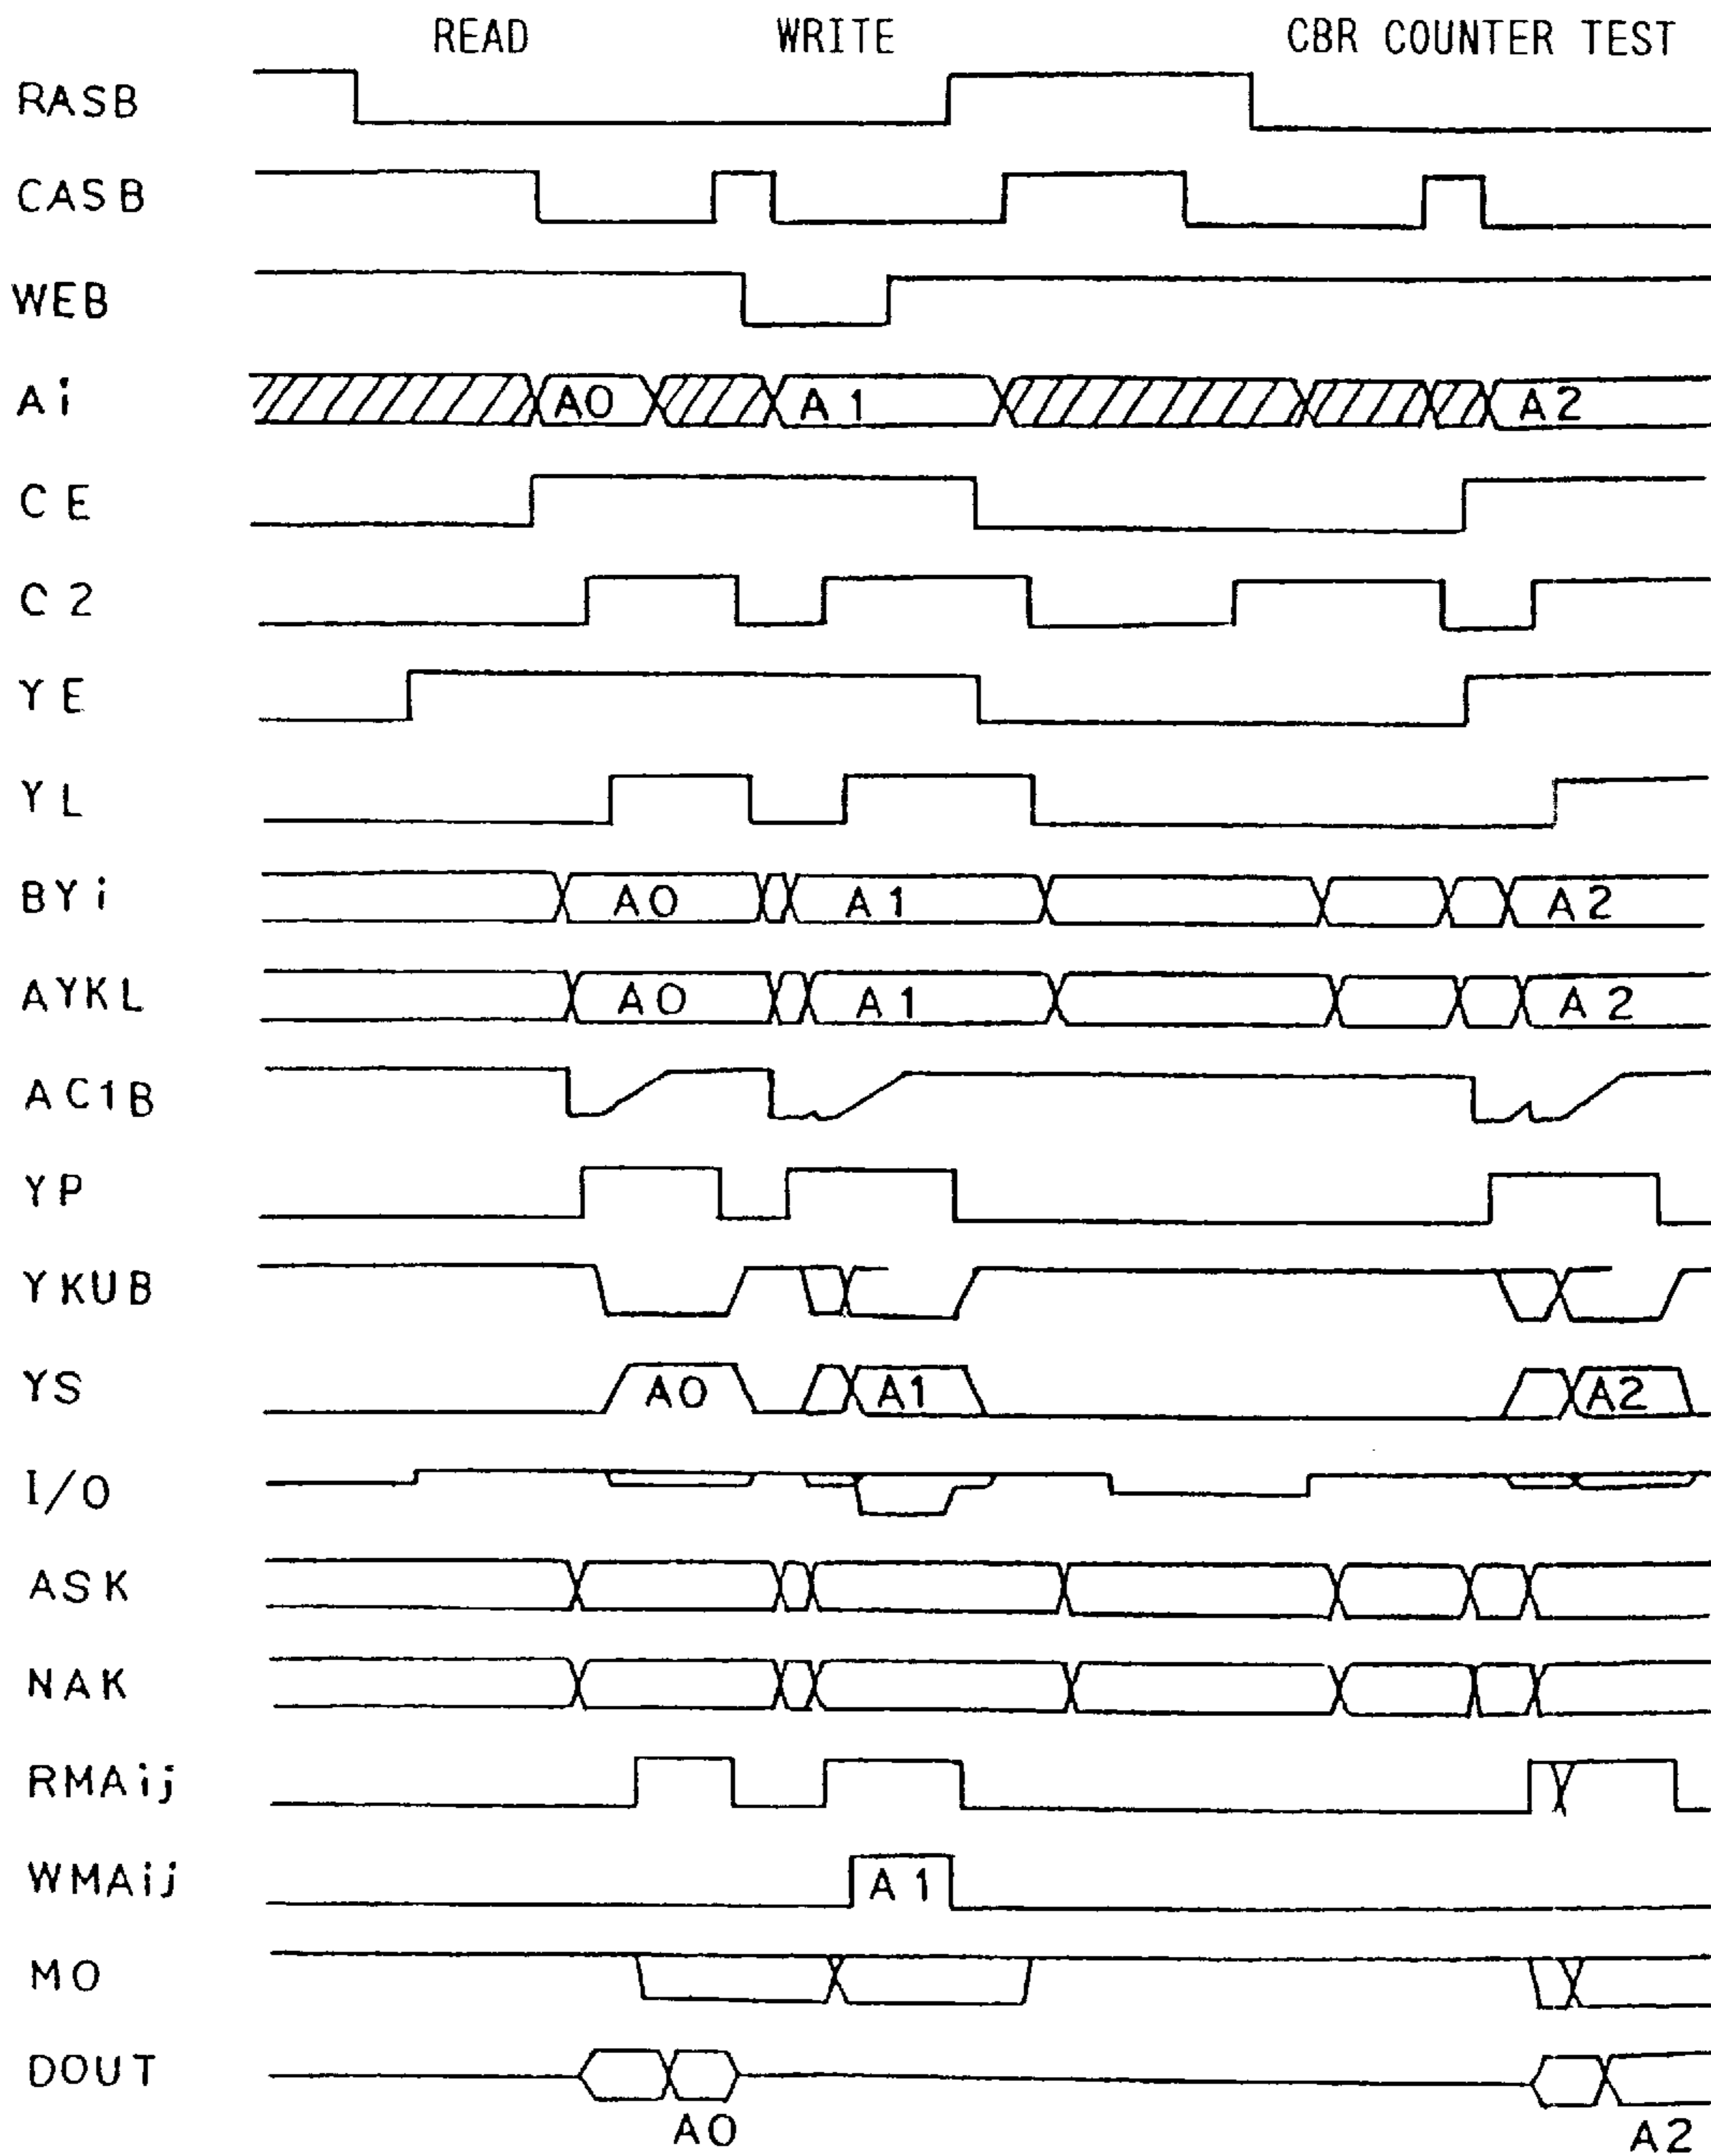 READ WRITE CBR COUNTER TEST
RASB
CASB
WEB
Ai A0 A1 A2
CE
C2
YE
YL
BYi A0 A1 A2
AYKL A0 A1 A2
AC1B
YP
YKUB
YS A0 A1 A2
I/O
ASK
NAK
RMAij
WMAij A1
MO
DOUT
A0 A2